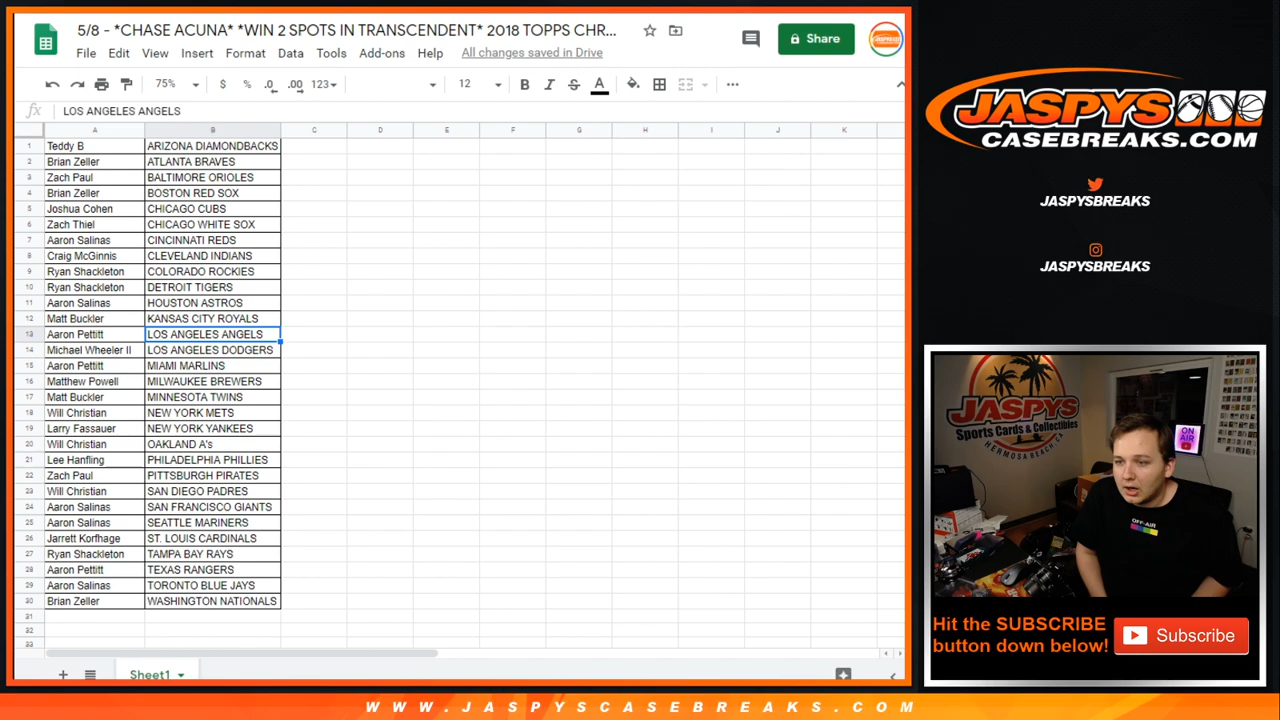 5/8 - *CHASE ACUNA* *WIN 2 SPOTS IN TRANSCENDENT* 2018 TOPPS CHR...
Share
File Edit View Insert Format Data Tools Add-ons Help All changes saved in Drive
75% $ % .0 .00 123 12 B I S A
fx LOS ANGELES ANGELS
A B C D E F G H I J K
1 Teddy B ARIZONA DIAMONDBACKS
2 Brian Zeller ATLANTA BRAVES
3 Zach Paul BALTIMORE ORIOLES
4 Brian Zeller BOSTON RED SOX
5 Joshua Cohen CHICAGO CUBS
6 Zach Thiel CHICAGO WHITE SOX
7 Aaron Salinas CINCINNATI REDS
8 Craig McGinnis CLEVELAND INDIANS
9 Ryan Shackleton COLORADO ROCKIES
10 Ryan Shackleton DETROIT TIGERS
11 Aaron Salinas HOUSTON ASTROS
12 Matt Buckler KANSAS CITY ROYALS
13 Aaron Pettitt LOS ANGELES ANGELS
14 Michael Wheeler II LOS ANGELES DODGERS
15 Aaron Pettitt MIAMI MARLINS
16 Matthew Powell MILWAUKEE BREWERS
17 Matt Buckler MINNESOTA TWINS
18 Will Christian NEW YORK METS
19 Larry Fassauer NEW YORK YANKEES
20 Will Christian OAKLAND A's
21 Lee Hanfling PHILADELPHIA PHILLIES
22 Zach Paul PITTSBURGH PIRATES
23 Will Christian SAN DIEGO PADRES
24 Aaron Salinas SAN FRANCISCO GIANTS
25 Aaron Salinas SEATTLE MARINERS
26 Jarrett Korfhage ST. LOUIS CARDINALS
27 Ryan Shackleton TAMPA BAY RAYS
28 Aaron Pettitt TEXAS RANGERS
29 Aaron Salinas TORONTO BLUE JAYS
30 Brian Zeller WASHINGTON NATIONALS
31
32
33
Sheet1
JASPYS
CASEBREAKS.COM
JASPYSBREAKS
JASPYSBREAKS
JASPYS
Sports Cards & Collectibles
HERMOSA BEACH, CA
ON
AIR
OFF-AIR
Hit the SUBSCRIBE
button down below!
Subscribe
WWW.JASPYSCASEBREAKS.COM